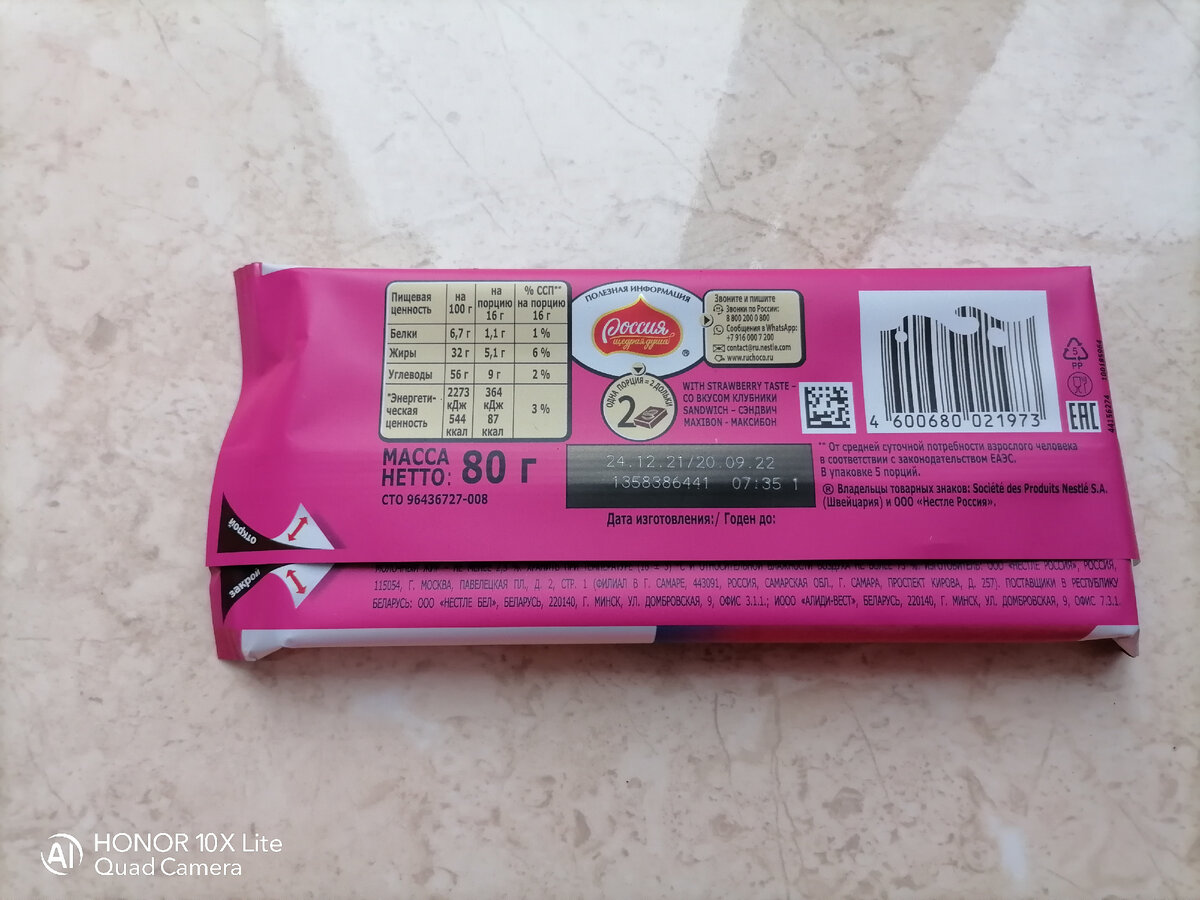 Пищевая ценность | на 100 г | на порцию 16 г | % ССП** на порцию 16 г
Белки | 6,7 г | 1,1 г | 1 %
Жиры | 32 г | 5,1 г | 6 %
Углеводы | 56 г | 9 г | 2 %
*Энергети-ческая ценность | 2273 кДж 544 ккал | 364 кДж 87 ккал | 3 %
МАССА
НЕТТО: 80 г
СТО 96436727-008
ПОЛЕЗНАЯ ИНФОРМАЦИЯ
Россия
щедрая душа
®
ОДНА ПОРЦИЯ = 2 ДОЛЬКИ
2
Звоните и пишите
Звонки по России:
8 800 200 0 800
Сообщения в WhatsApp:
+7 916 000 7 200
contact@ru.nestle.com
www.ruchoco.ru
WITH STRAWBERRY TASTE –
СО ВКУСОМ КЛУБНИКИ
SANDWICH – СЭНДВИЧ
MAXIBON – МАКСИБОН
4 600680 021973
5
PP
EAC
24.12.21/20.09.22
1358386441 07:35 1
Дата изготовления:/ Годен до:
** От средней суточной потребности взрослого человека
в соответствии с законодательством ЕАЭС.
В упаковке 5 порций.
® Владельцы товарных знаков: Société des Produits Nestlé S.A.
(Швейцария) и ООО «Нестле Россия».
открой
закрой
115054, Г. МОСКВА, ПАВЕЛЕЦКАЯ ПЛ., Д. 2, СТР. 1 (ФИЛИАЛ В Г. САМАРЕ, 443091, РОССИЯ, САМАРСКАЯ ОБЛ., Г. САМАРА, ПРОСПЕКТ КИРОВА, Д. 257). ПОСТАВЩИКИ В РЕСПУБЛИКУ
БЕЛАРУСЬ: ООО «НЕСТЛЕ БЕЛ», БЕЛАРУСЬ, 220140, Г. МИНСК, УЛ. ДОМБРОВСКАЯ, 9, ОФИС 3.1.1.; ИООО «АЛИДИ-ВЕСТ», БЕЛАРУСЬ, 220140, Г. МИНСК, УЛ. ДОМБРОВСКАЯ, 9, ОФИС 7.3.1.
AI
HONOR 10X Lite
Quad Camera